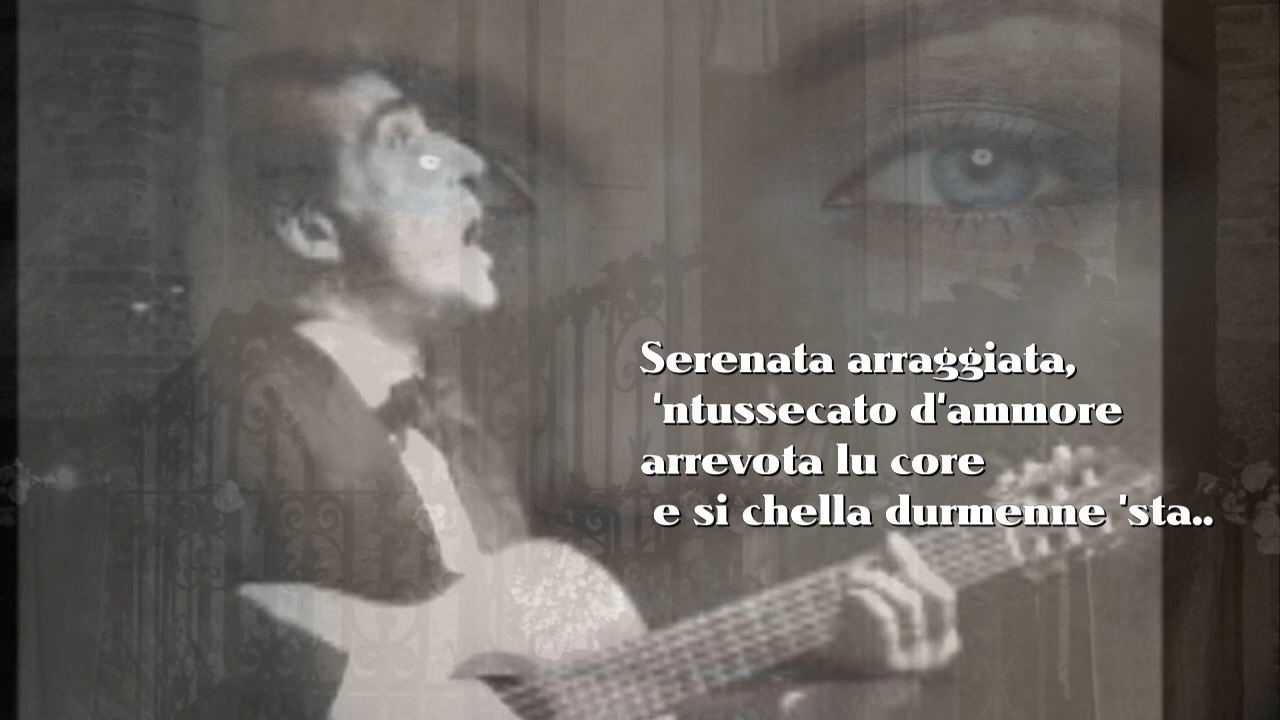 Serenata arraggiata,
'ntussecato d'ammore
arrevota lu core
e si chella durmenne 'sta..